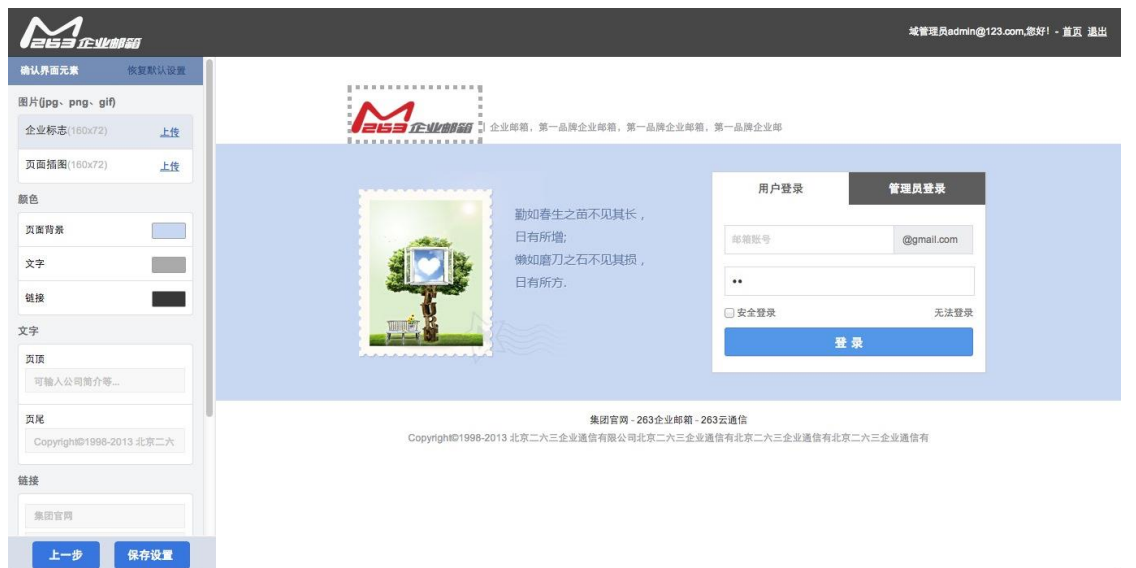 263企业邮箱
域管理员admin@123.com,您好! - 首页 退出
确认界面元素 恢复默认设置
图片(jpg、png、gif)
企业标志(160x72) 上传
页面插图(160x72) 上传
颜色
页面背景
文字
链接
文字
页顶
可输入公司简介等...
页尾
Copyright©1998-2013 北京二六
链接
集团官网
上一步 保存设置
263企业邮箱 企业邮箱,第一品牌企业邮箱,第一品牌企业邮箱,第一品牌企业邮
勤如春生之苗不见其长,
日有所增;
懒如磨刀之石不见其损,
日有所方.
用户登录 管理员登录
邮箱账号 @gmail.com
安全登录 无法登录
登 录
集团官网 - 263企业邮箱 - 263云通信
Copyright©1998-2013 北京二六三企业通信有限公司北京二六三企业通信有北京二六三企业通信有北京二六三企业通信有